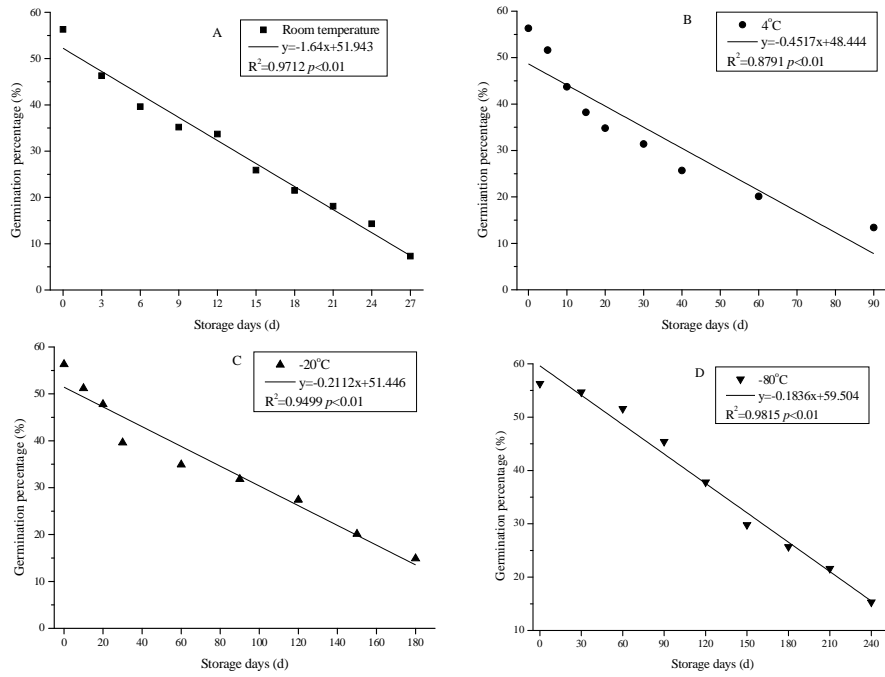 A
Room temperature
y=-1.64x+51.943
R²=0.9712 p<0.01
Germination percentage (%)
60
50
40
30
20
10
0
0 3 6 9 12 15 18 21 24 27
Storage days (d)
B
4°C
y=-0.4517x+48.444
R²=0.8791 p<0.01
Germiantion percentage (%)
60
50
40
30
20
10
0
0 10 20 30 40 50 60 70 80 90
Storage days (d)
C
-20°C
y=-0.2112x+51.446
R²=0.9499 p<0.01
Germination percentage (%)
60
50
40
30
20
10
0
0 20 40 60 80 100 120 140 160 180
Storage days (d)
D
-80°C
y=-0.1836x+59.504
R²=0.9815 p<0.01
Germination percentage (%)
60
50
40
30
20
10
0 30 60 90 120 150 180 210 240
Storage days (d)